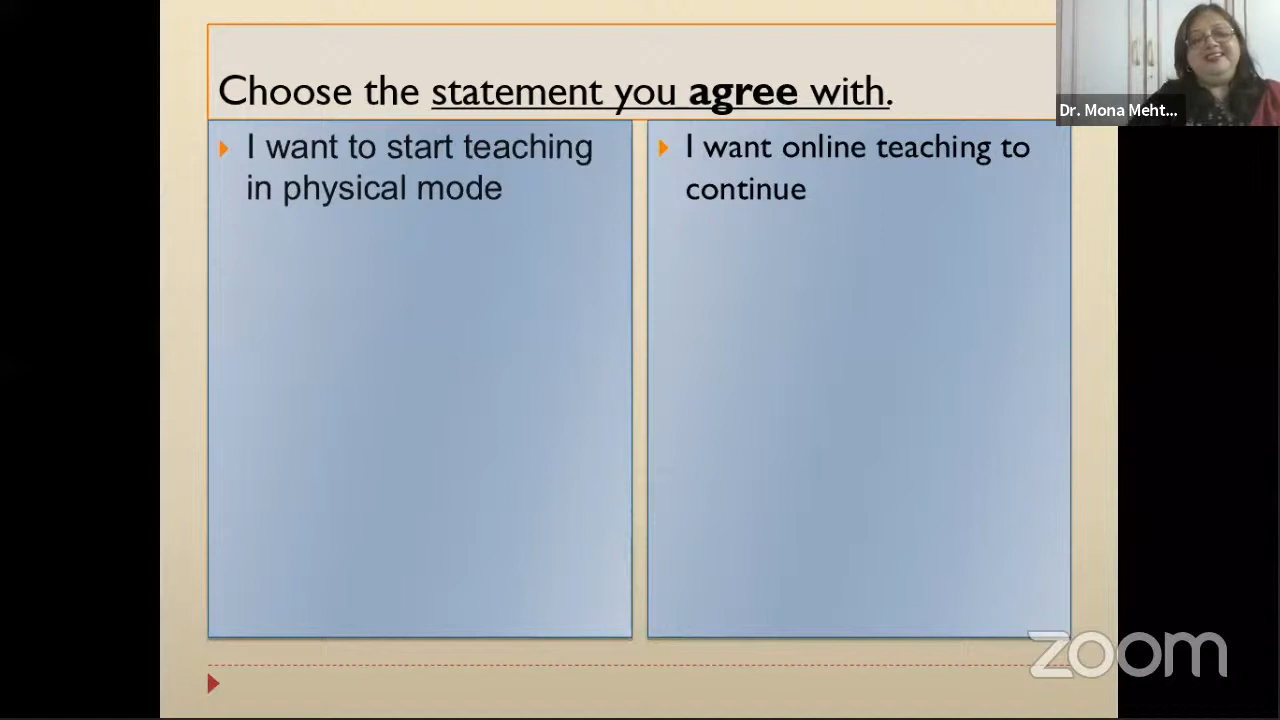 Choose the statement you agree with.
Dr. Mona Meht...
I want to start teaching
in physical mode
I want online teaching to
continue
zoom